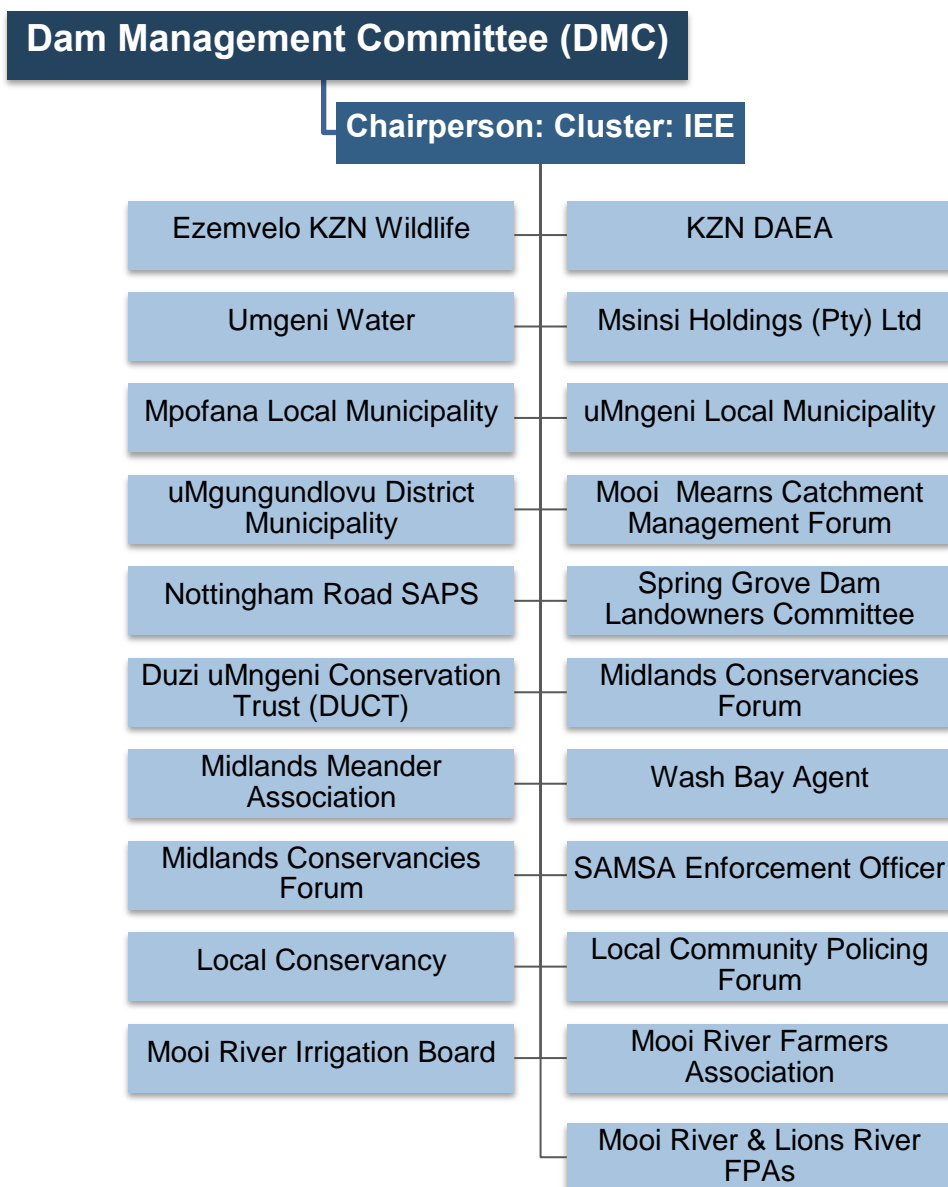 Dam Management Committee (DMC)
Chairperson: Cluster: IEE
Ezemvelo KZN Wildlife
KZN DAEA
Umgeni Water
Msinsi Holdings (Pty) Ltd
Mpofana Local Municipality
uMngeni Local Municipality
uMgungundlovu District
Municipality
Mooi  Mearns Catchment
Management Forum
Nottingham Road SAPS
Spring Grove Dam
Landowners Committee
Duzi uMngeni Conservation
Trust (DUCT)
Midlands Conservancies
Forum
Midlands Meander
Association
Wash Bay Agent
Midlands Conservancies
Forum
SAMSA Enforcement Officer
Local Conservancy
Local Community Policing
Forum
Mooi River Irrigation Board
Mooi River Farmers
Association
Mooi River & Lions River
FPAs